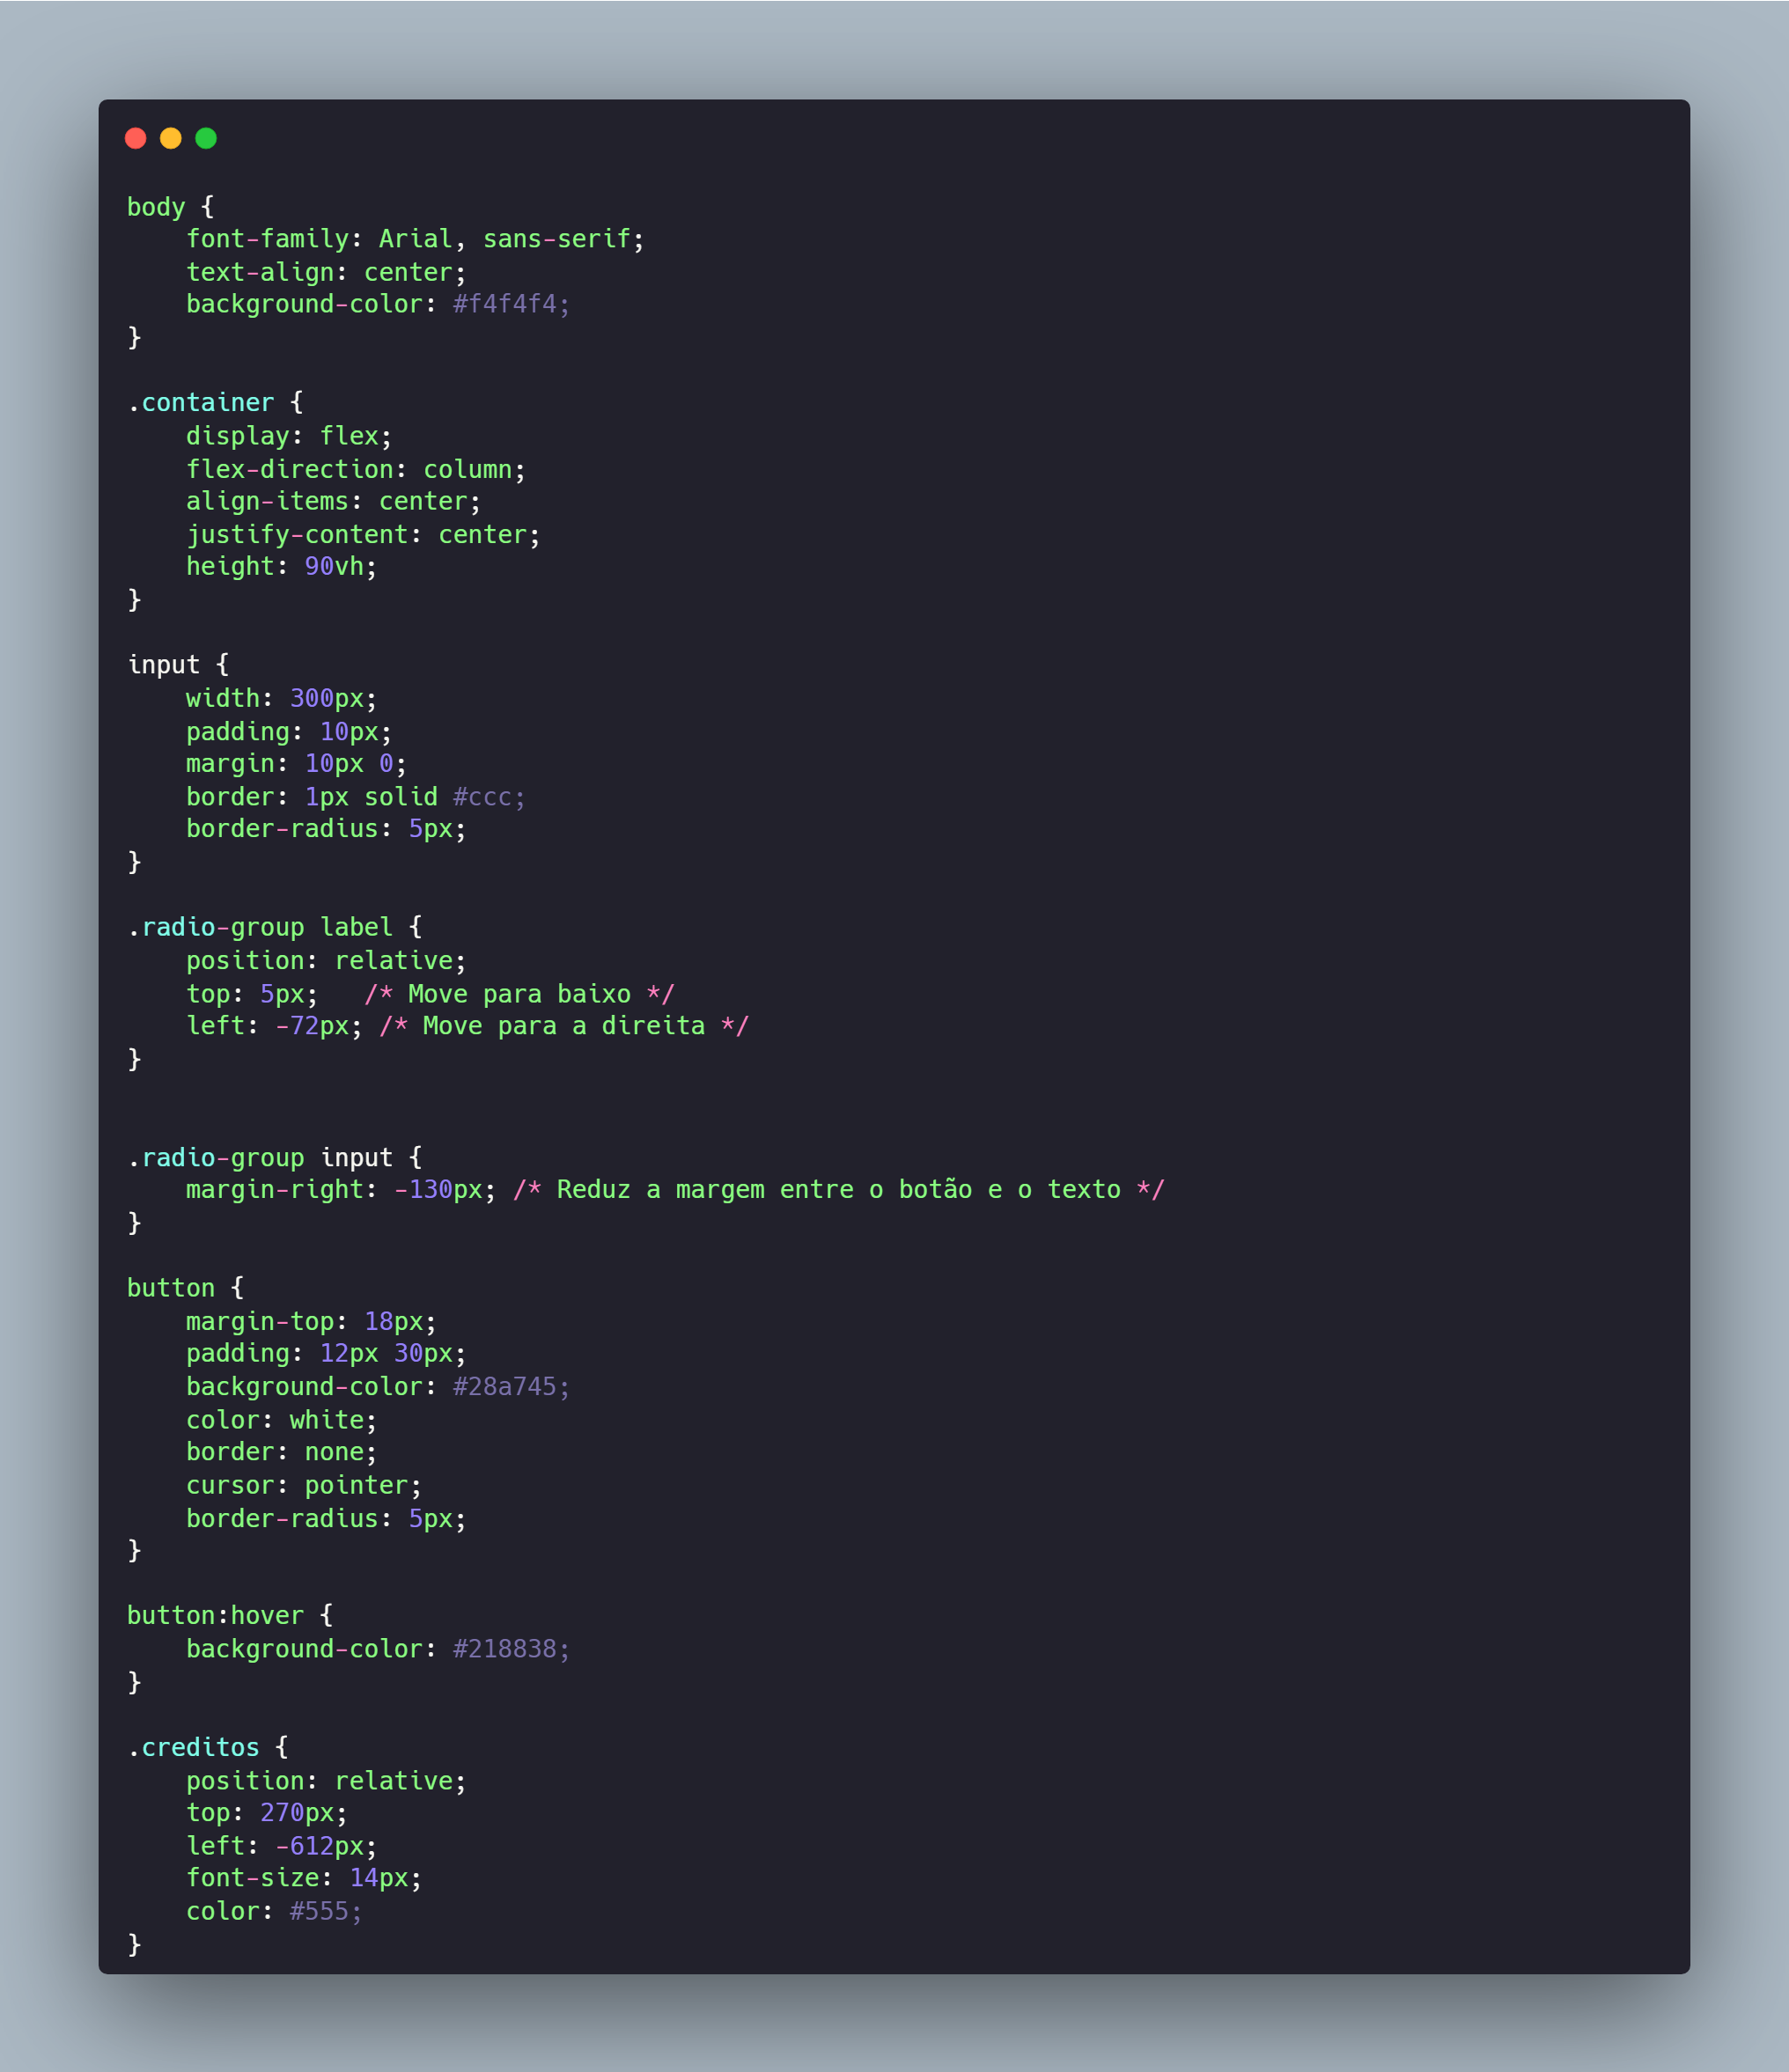 body {
    font-family: Arial, sans-serif;
    text-align: center;
    background-color: #f4f4f4;
}

.container {
    display: flex;
    flex-direction: column;
    align-items: center;
    justify-content: center;
    height: 90vh;
}

input {
    width: 300px;
    padding: 10px;
    margin: 10px 0;
    border: 1px solid #ccc;
    border-radius: 5px;
}

.radio-group label {
    position: relative;
    top: 5px;   /* Move para baixo */
    left: -72px; /* Move para a direita */
}


.radio-group input {
    margin-right: -130px; /* Reduz a margem entre o botão e o texto */
}

button {
    margin-top: 18px;
    padding: 12px 30px;
    background-color: #28a745;
    color: white;
    border: none;
    cursor: pointer;
    border-radius: 5px;
}

button:hover {
    background-color: #218838;
}

.creditos {
    position: relative;
    top: 270px;
    left: -612px;
    font-size: 14px;
    color: #555;
}